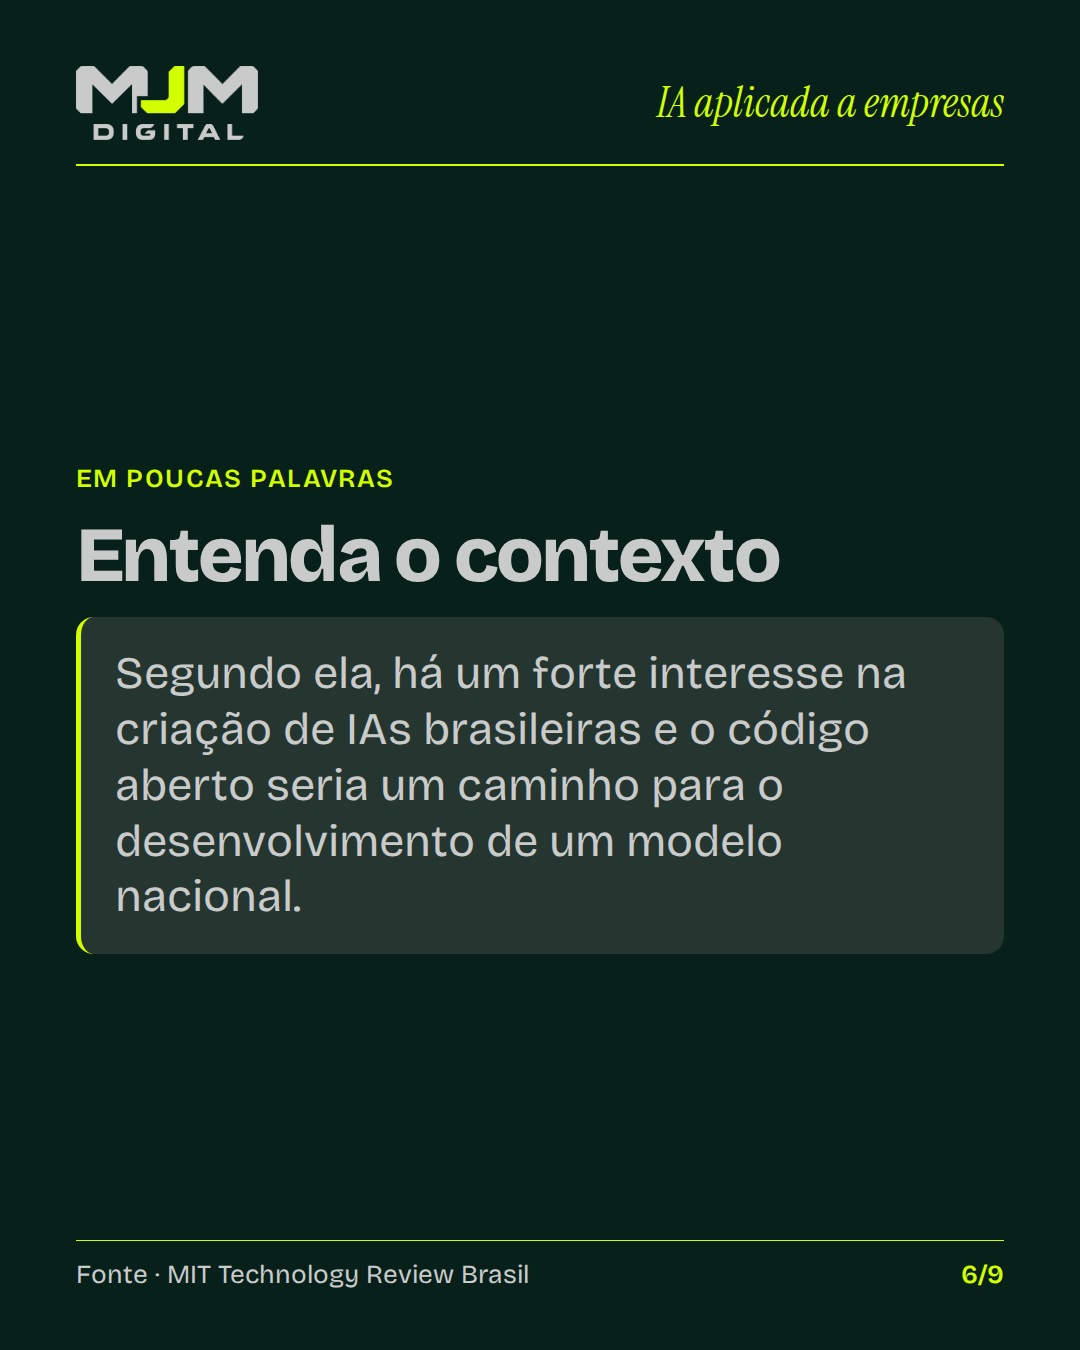 MJM
DIGITAL
IA aplicada a empresas
EM POUCAS PALAVRAS
Entenda o contexto
Segundo ela, há um forte interesse na
criação de IAs brasileiras e o código
aberto seria um caminho para o
desenvolvimento de um modelo
nacional.
Fonte · MIT Technology Review Brasil
6/9